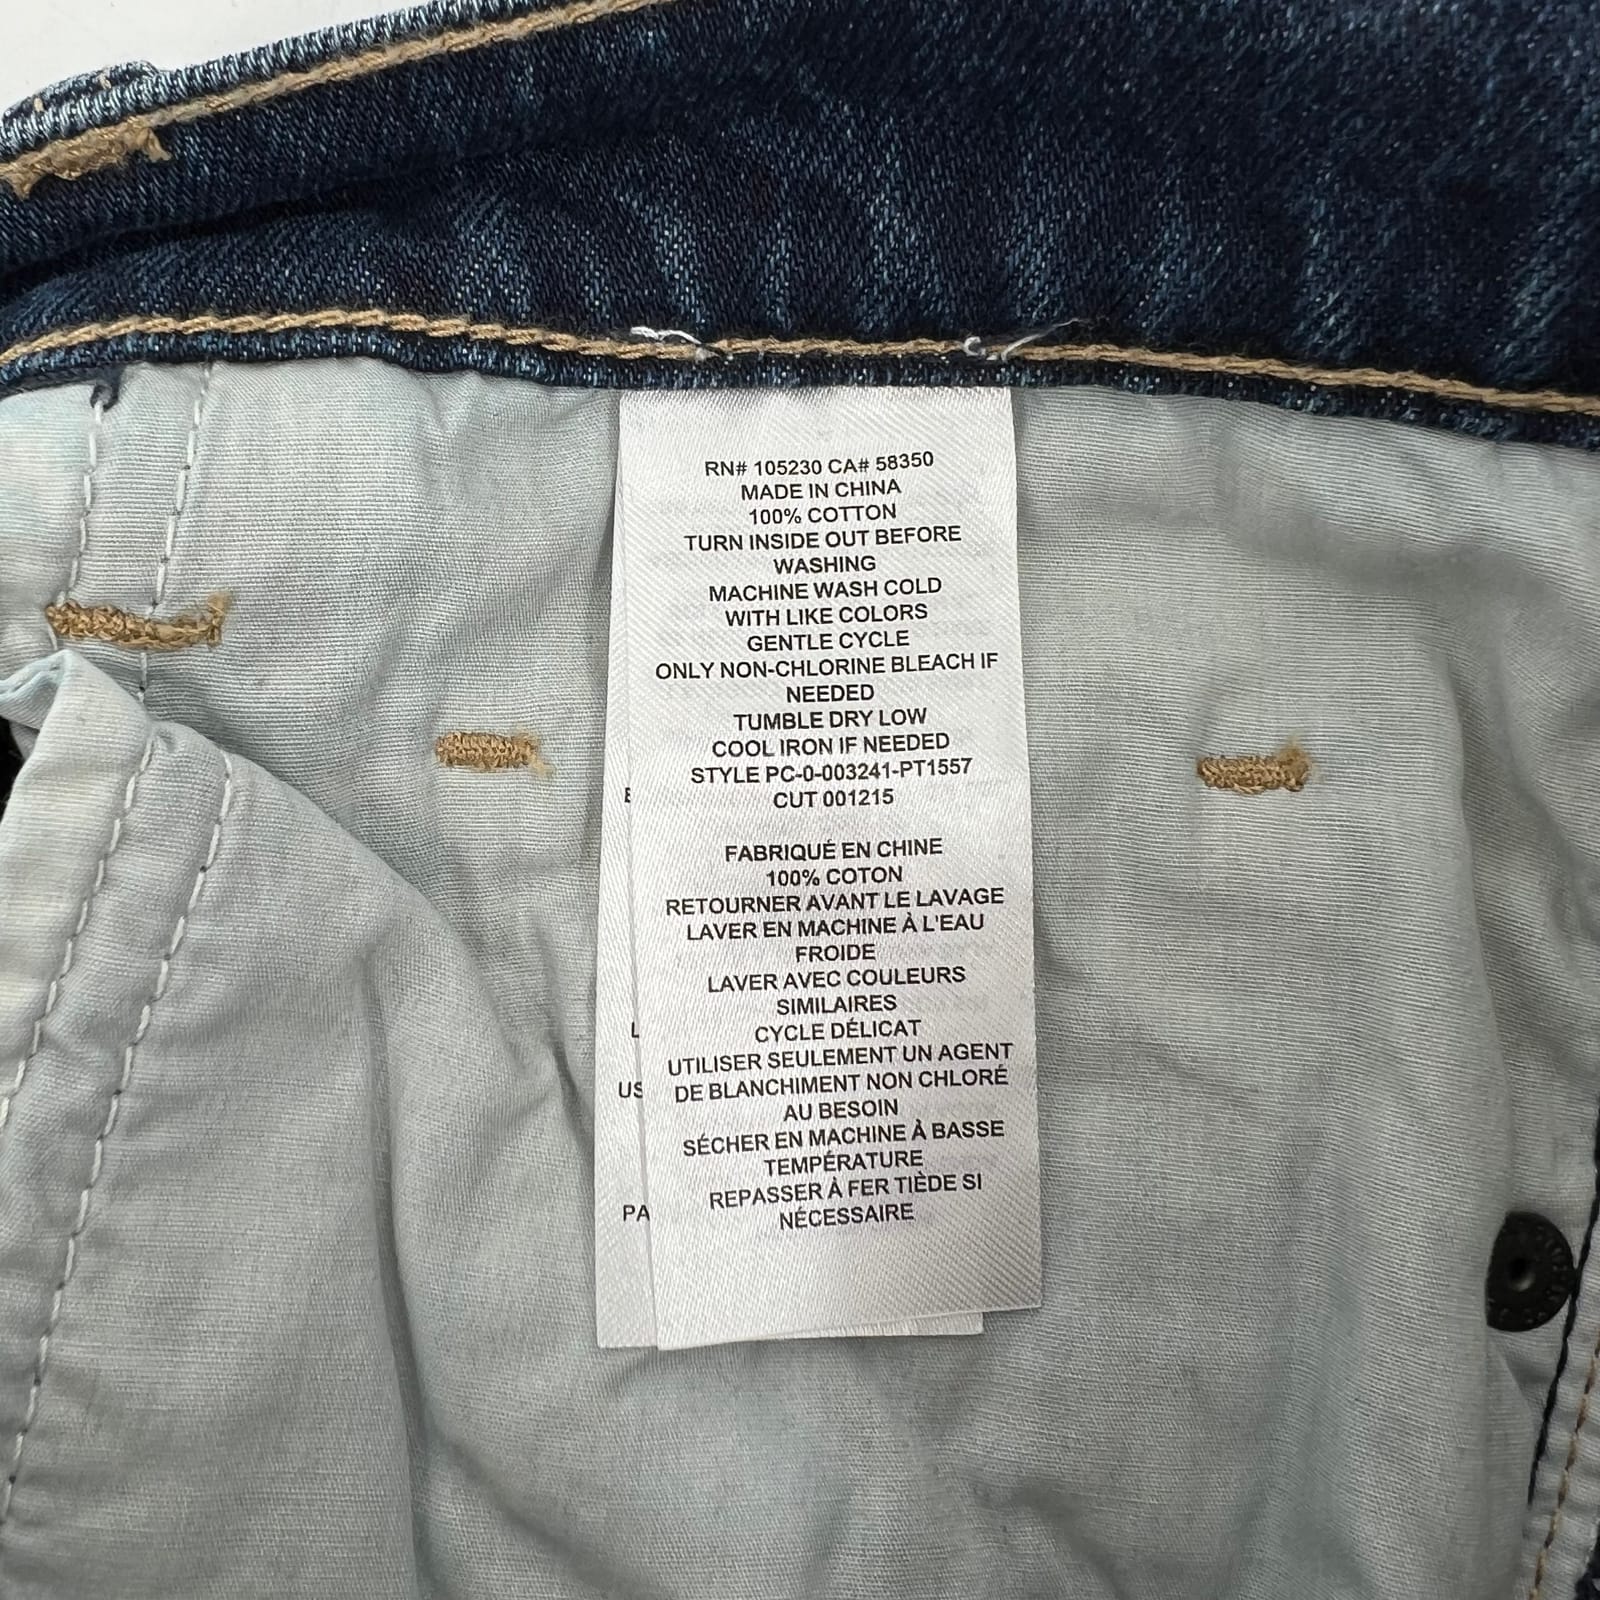 RN# 105230 CA# 58350
MADE IN CHINA
100% COTTON
TURN INSIDE OUT BEFORE
WASHING
MACHINE WASH COLD
WITH LIKE COLORS
GENTLE CYCLE
ONLY NON-CHLORINE BLEACH IF
NEEDED
TUMBLE DRY LOW
COOL IRON IF NEEDED
STYLE PC-0-003241-PT1557
CUT 001215
FABRIQUÉ EN CHINE
100% COTON
RETOURNER AVANT LE LAVAGE
LAVER EN MACHINE À L'EAU
FROIDE
LAVER AVEC COULEURS
SIMILAIRES
CYCLE DÉLICAT
UTILISER SEULEMENT UN AGENT
DE BLANCHIMENT NON CHLORÉ
AU BESOIN
SÉCHER EN MACHINE À BASSE
TEMPÉRATURE
REPASSER À FER TIÈDE SI
NÉCESSAIRE
L
US
PA